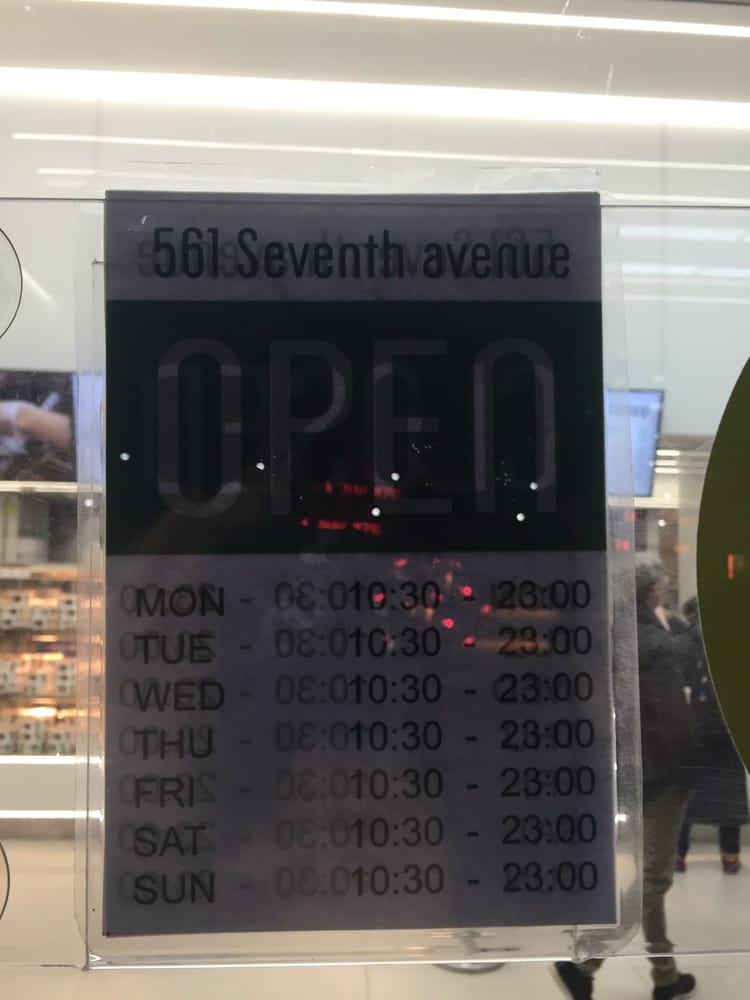 561 Seventh avenue
OPEN
MON - 10:30 - 23:00
TUE - 10:30 - 23:00
WED - 10:30 - 23:00
THU - 10:30 - 23:00
FRI - 10:30 - 23:00
SAT - 10:30 - 23:00
SUN - 10:30 - 23:00